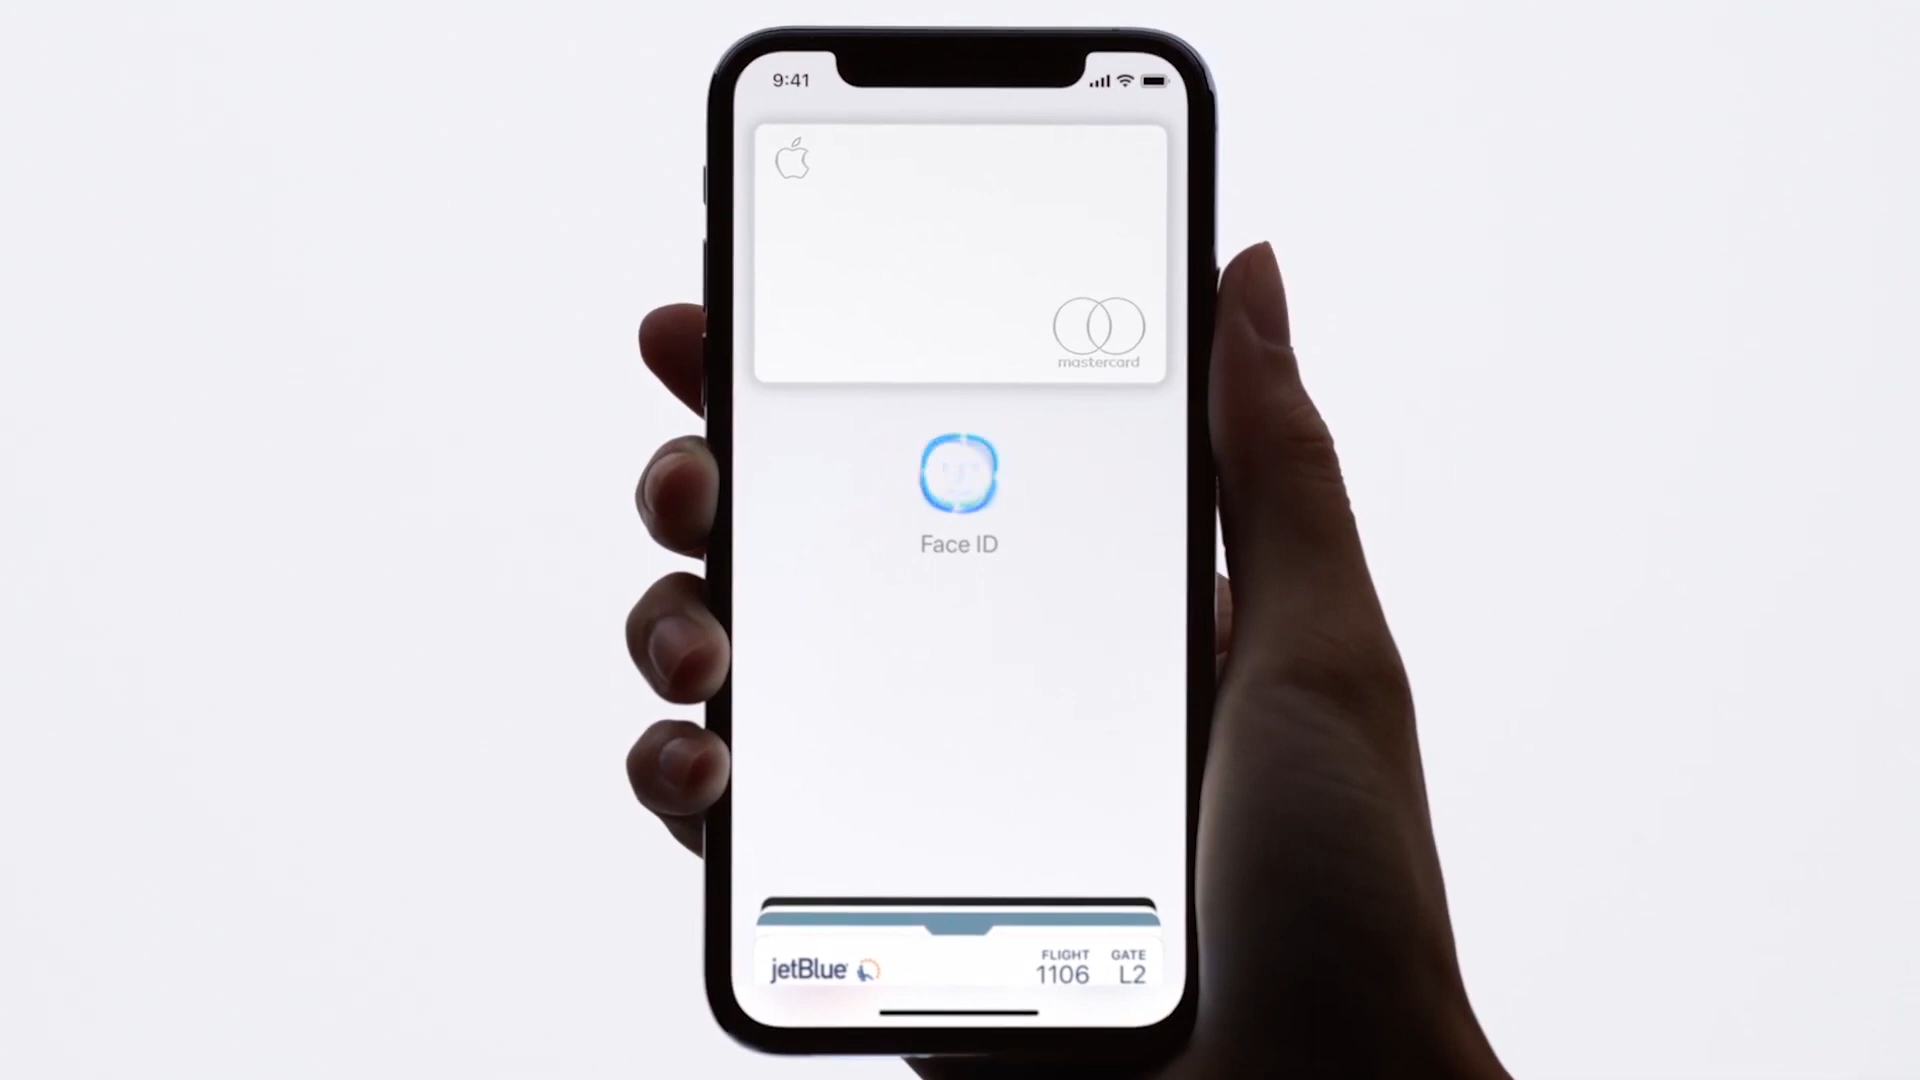 9:41
mastercard
Face ID
jetBlue
FLIGHT GATE
1106 L2